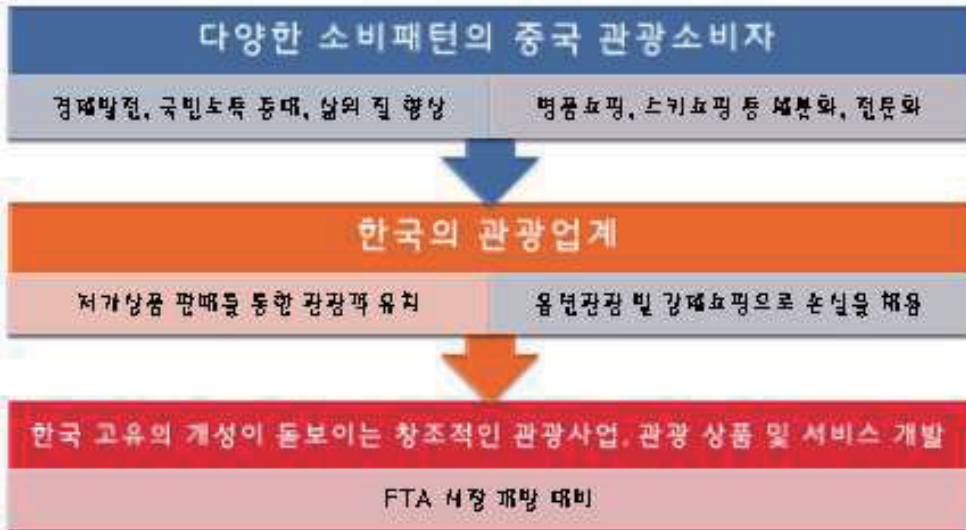 다양한 소비패턴의 중국 관광소비자
경제발전, 국민소득 증대, 삶의 질 향상
명품쇼핑, 스키쇼핑 등 세분화, 전문화
한국의 관광업계
저가상품 판매를 통한 관광객 유치
옵션관광 및 강제쇼핑으로 손실을 채움
한국 고유의 개성이 돋보이는 창조적인 관광사업, 관광 상품 및 서비스 개발
FTA 시장 개방 대비